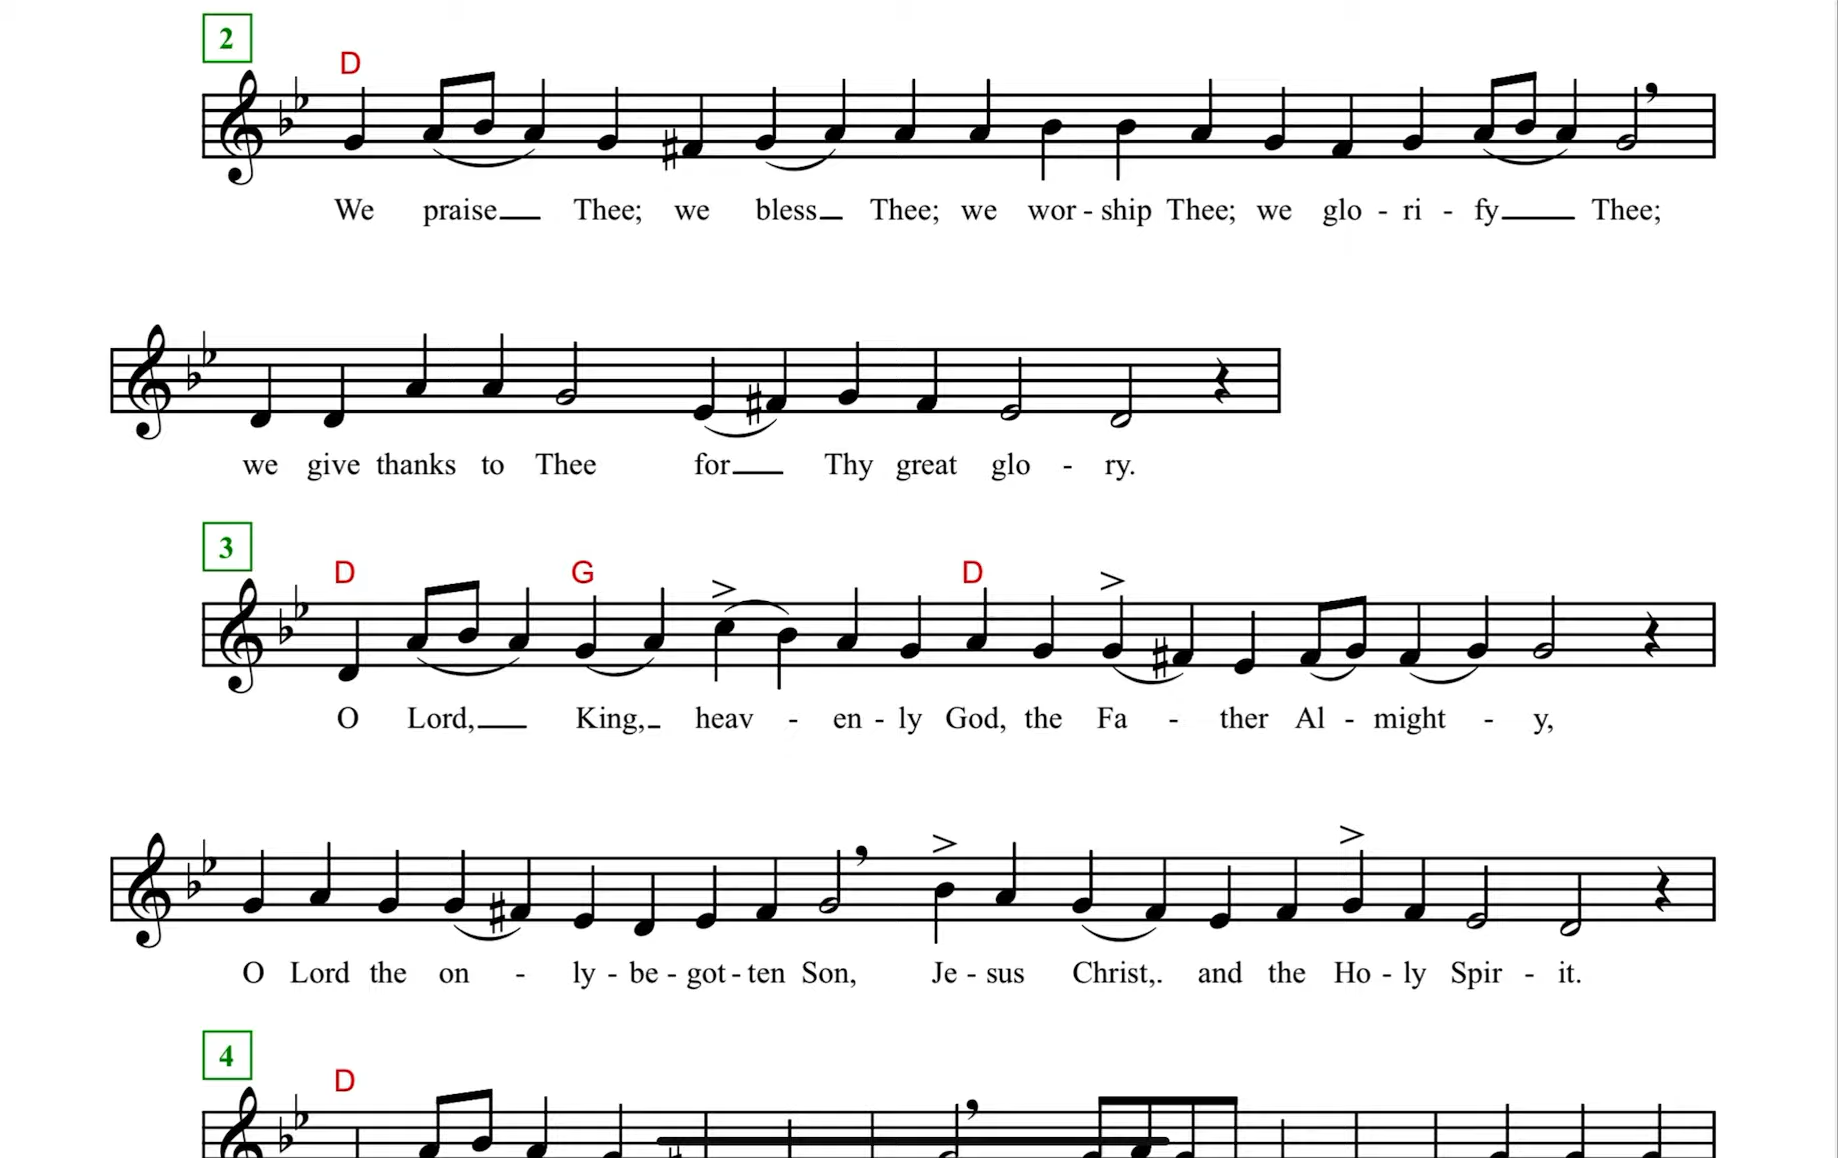 2
D
We praise Thee; we bless Thee; we wor - ship Thee; we glo - ri - fy Thee;
we give thanks to Thee for Thy great glo - ry.
3
D G D
O Lord, King, heav - en - ly God, the Fa - ther Al - might - y,
O Lord the on - ly - be - got - ten Son, Je - sus Christ,. and the Ho - ly Spir - it.
4
D